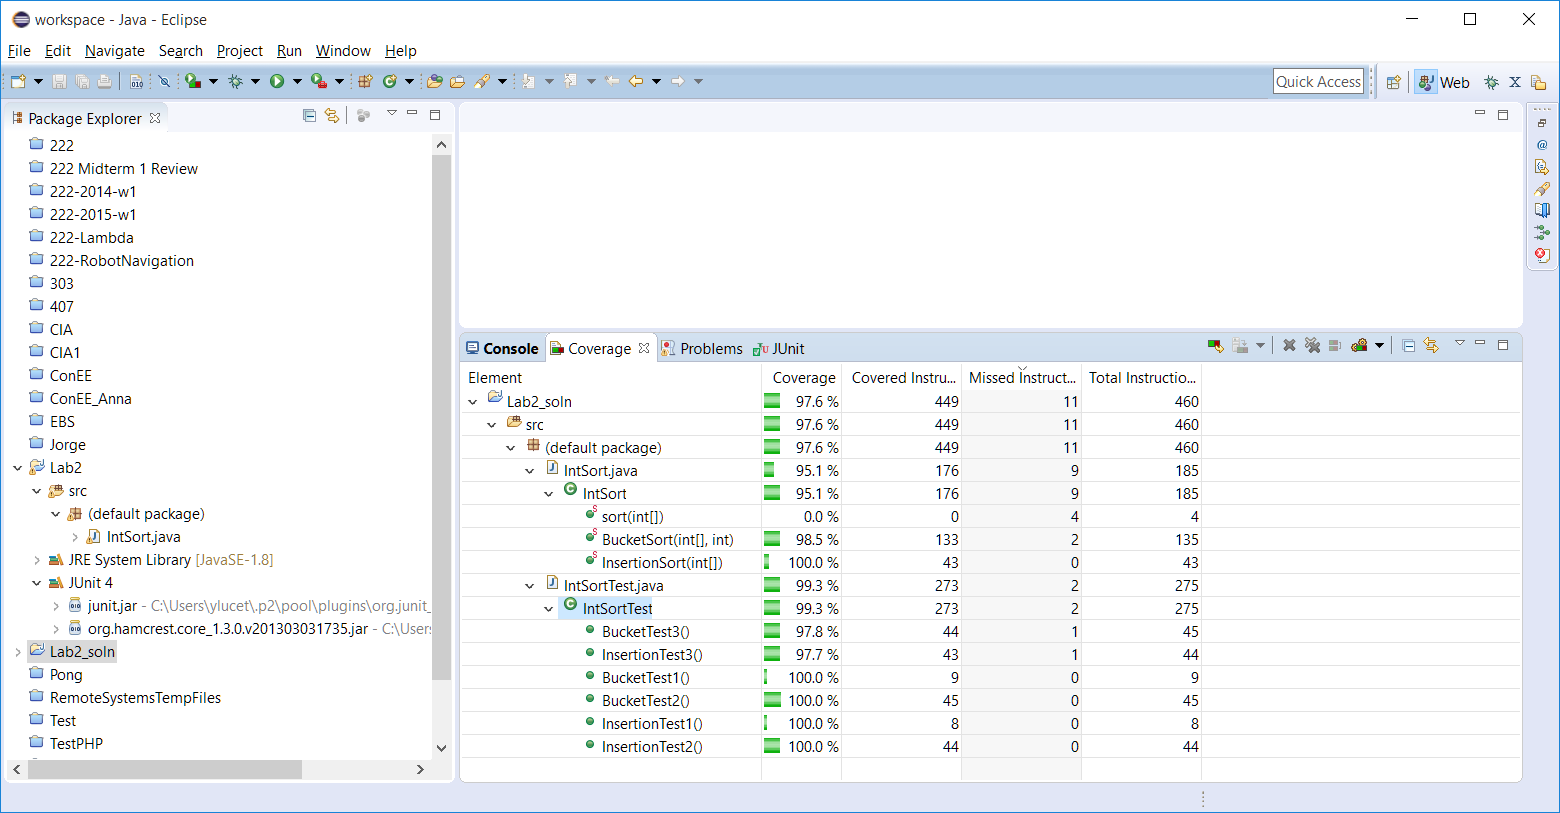 workspace - Java - Eclipse
File Edit Navigate Search Project Run Window Help
Quick Access
Web
Package Explorer
222
222 Midterm 1 Review
222-2014-w1
222-2015-w1
222-Lambda
222-RobotNavigation
303
407
CIA
CIA1
ConEE
ConEE_Anna
EBS
Jorge
Lab2
src
(default package)
IntSort.java
JRE System Library [JavaSE-1.8]
JUnit 4
junit.jar - C:\Users\ylucet\.p2\pool\plugins\org.junit_
org.hamcrest.core_1.3.0.v201303031735.jar - C:\Users
Lab2_soln
Pong
RemoteSystemsTempFiles
Test
TestPHP
Console Coverage Problems JUnit
Element Coverage Covered Instru... Missed Instruct... Total Instructio...
Lab2_soln 97.6 % 449 11 460
src 97.6 % 449 11 460
(default package) 97.6 % 449 11 460
IntSort.java 95.1 % 176 9 185
IntSort 95.1 % 176 9 185
sort(int[]) 0.0 % 0 4 4
BucketSort(int[], int) 98.5 % 133 2 135
InsertionSort(int[]) 100.0 % 43 0 43
IntSortTest.java 99.3 % 273 2 275
IntSortTest 99.3 % 273 2 275
BucketTest3() 97.8 % 44 1 45
InsertionTest3() 97.7 % 43 1 44
BucketTest1() 100.0 % 9 0 9
BucketTest2() 100.0 % 45 0 45
InsertionTest1() 100.0 % 8 0 8
InsertionTest2() 100.0 % 44 0 44